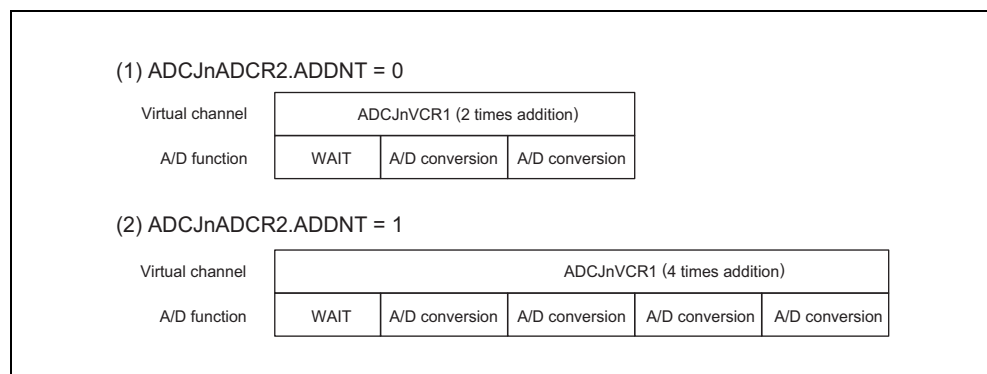 (1) ADCJnADCR2.ADDNT = 0
Virtual channel ADCJnVCR1 (2 times addition)
A/D function WAIT A/D conversion A/D conversion
(2) ADCJnADCR2.ADDNT = 1
Virtual channel ADCJnVCR1 (4 times addition)
A/D function WAIT A/D conversion A/D conversion A/D conversion A/D conversion